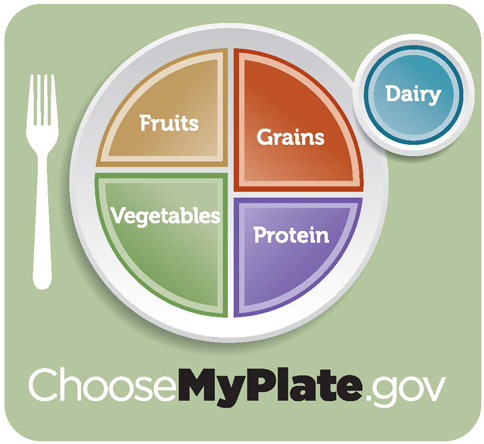 Fruits
Grains
Dairy
Vegetables
Protein
ChooseMyPlate.gov